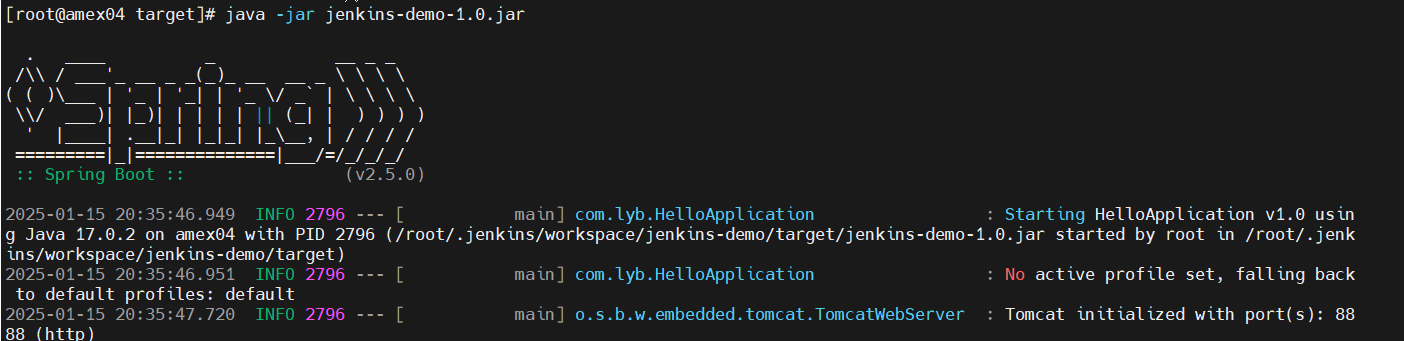 [root@amex04 target]# java -jar jenkins-demo-1.0.jar
  .   ____          _            __ _ _
 /\\ / ___'_ __ _ _(_)_ __  __ _ \ \ \ \
( ( )\___ | '_ | '_| | '_ \/ _` | \ \ \ \
 \\/  ___)| |_)| | | | | || (_| |  ) ) ) )
  '  |____| .__|_| |_|_| |_\__, | / / / /
 =========|_|==============|___/=/_/_/_/
 :: Spring Boot ::                (v2.5.0)
2025-01-15 20:35:46.949  INFO 2796 --- [           main] com.lyb.HelloApplication                 : Starting HelloApplication v1.0 usin
g Java 17.0.2 on amex04 with PID 2796 (/root/.jenkins/workspace/jenkins-demo/target/jenkins-demo-1.0.jar started by root in /root/.jenk
ins/workspace/jenkins-demo/target)
2025-01-15 20:35:46.951  INFO 2796 --- [           main] com.lyb.HelloApplication                 : No active profile set, falling back
 to default profiles: default
2025-01-15 20:35:47.720  INFO 2796 --- [           main] o.s.b.w.embedded.tomcat.TomcatWebServer  : Tomcat initialized with port(s): 88
88 (http)